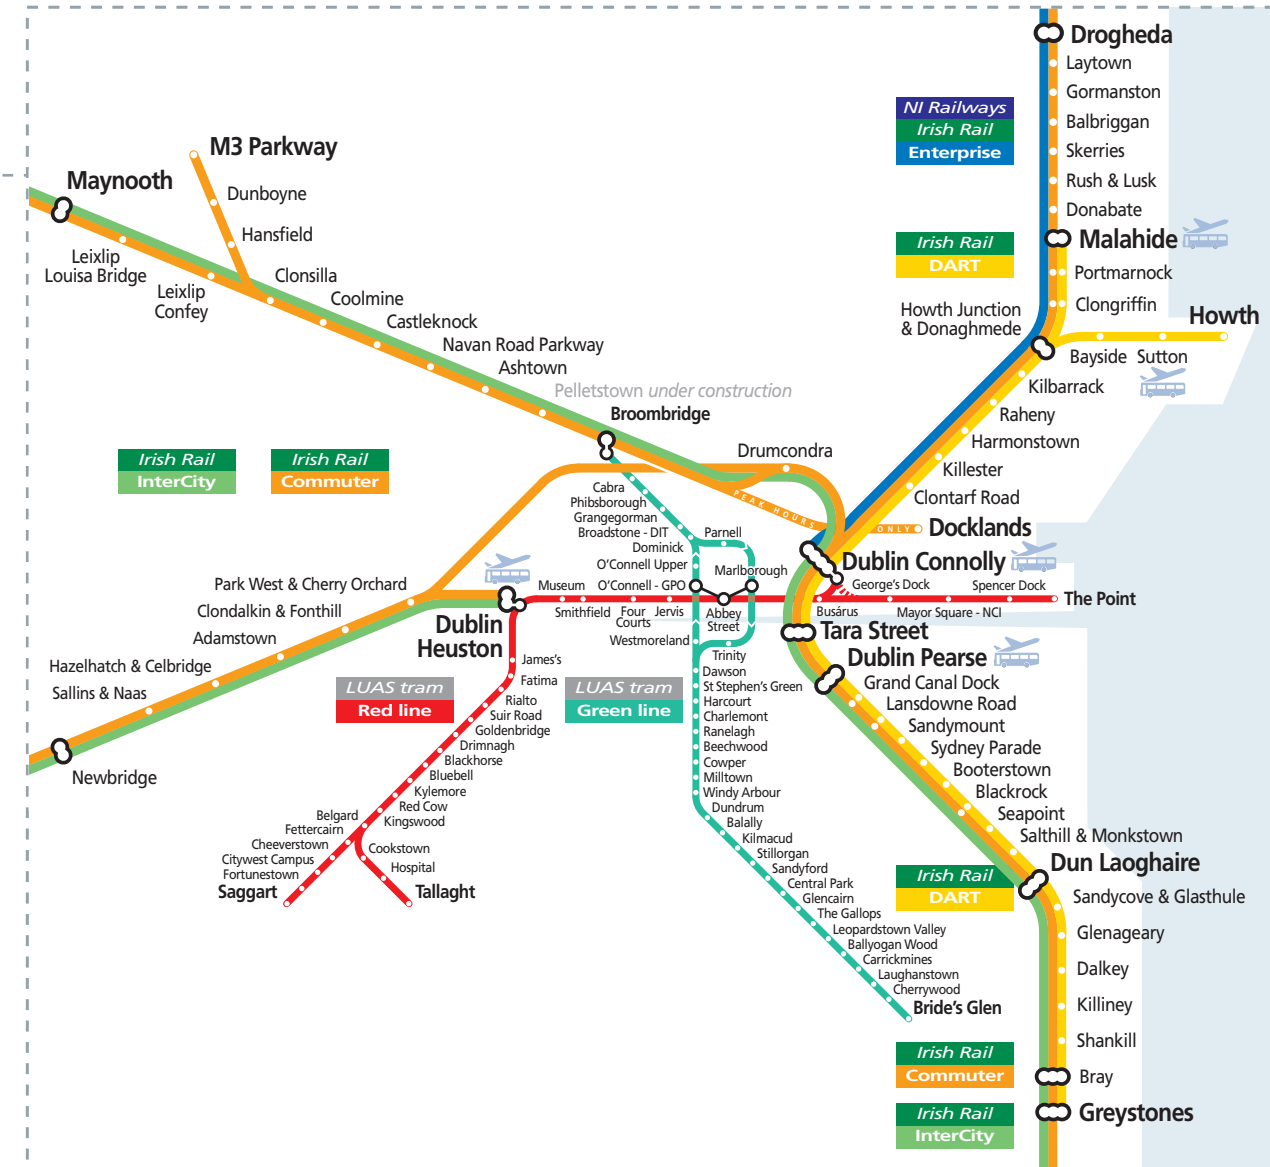 Drogheda
Laytown
Gormanston
Balbriggan
Skerries
Rush & Lusk
Donabate
Malahide
Portmarnock
Clongriffin
Howth Junction
& Donaghmede
Howth
Bayside
Sutton
Kilbarrack
Raheny
Harmonstown
Killester
Clontarf Road
NI Railways
Irish Rail
Enterprise
Irish Rail
DART
M3 Parkway
Dunboyne
Hansfield
Maynooth
Leixlip
Louisa Bridge
Leixlip
Confey
Clonsilla
Coolmine
Castleknock
Navan Road Parkway
Ashtown
Pelletstown under construction
Broombridge
Drumcondra
PEAK HOURS
ONLY
Docklands
Irish Rail
InterCity
Irish Rail
Commuter
Cabra
Phibsborough
Grangegorman
Broadstone - DIT
Dominick
O'Connell Upper
O'Connell - GPO
Parnell
Marlborough
Dublin Connolly
George's Dock
Spencer Dock
The Point
Busárus
Mayor Square - NCI
Museum
Smithfield
Four
Courts
Jervis
Abbey
Street
Westmoreland
Trinity
Park West & Cherry Orchard
Clondalkin & Fonthill
Adamstown
Hazelhatch & Celbridge
Sallins & Naas
Newbridge
Dublin
Heuston
James's
Fatima
Rialto
Suir Road
Goldenbridge
Drimnagh
Blackhorse
Bluebell
Kylemore
Red Cow
Kingswood
Belgard
Fettercairn
Cheeverstown
Citywest Campus
Fortunestown
Saggart
Cookstown
Hospital
Tallaght
LUAS tram
Red line
LUAS tram
Green line
Dawson
St Stephen's Green
Harcourt
Charlemont
Ranelagh
Beechwood
Cowper
Milltown
Windy Arbour
Dundrum
Balally
Kilmacud
Stillorgan
Sandyford
Central Park
Glencairn
The Gallops
Leopardstown Valley
Ballyogan Wood
Carrickmines
Laughanstown
Cherrywood
Bride's Glen
Tara Street
Dublin Pearse
Grand Canal Dock
Lansdowne Road
Sandymount
Sydney Parade
Booterstown
Blackrock
Seapoint
Salthill & Monkstown
Dun Laoghaire
Sandycove & Glasthule
Glenageary
Dalkey
Killiney
Shankill
Bray
Greystones
Irish Rail
DART
Irish Rail
Commuter
Irish Rail
InterCity